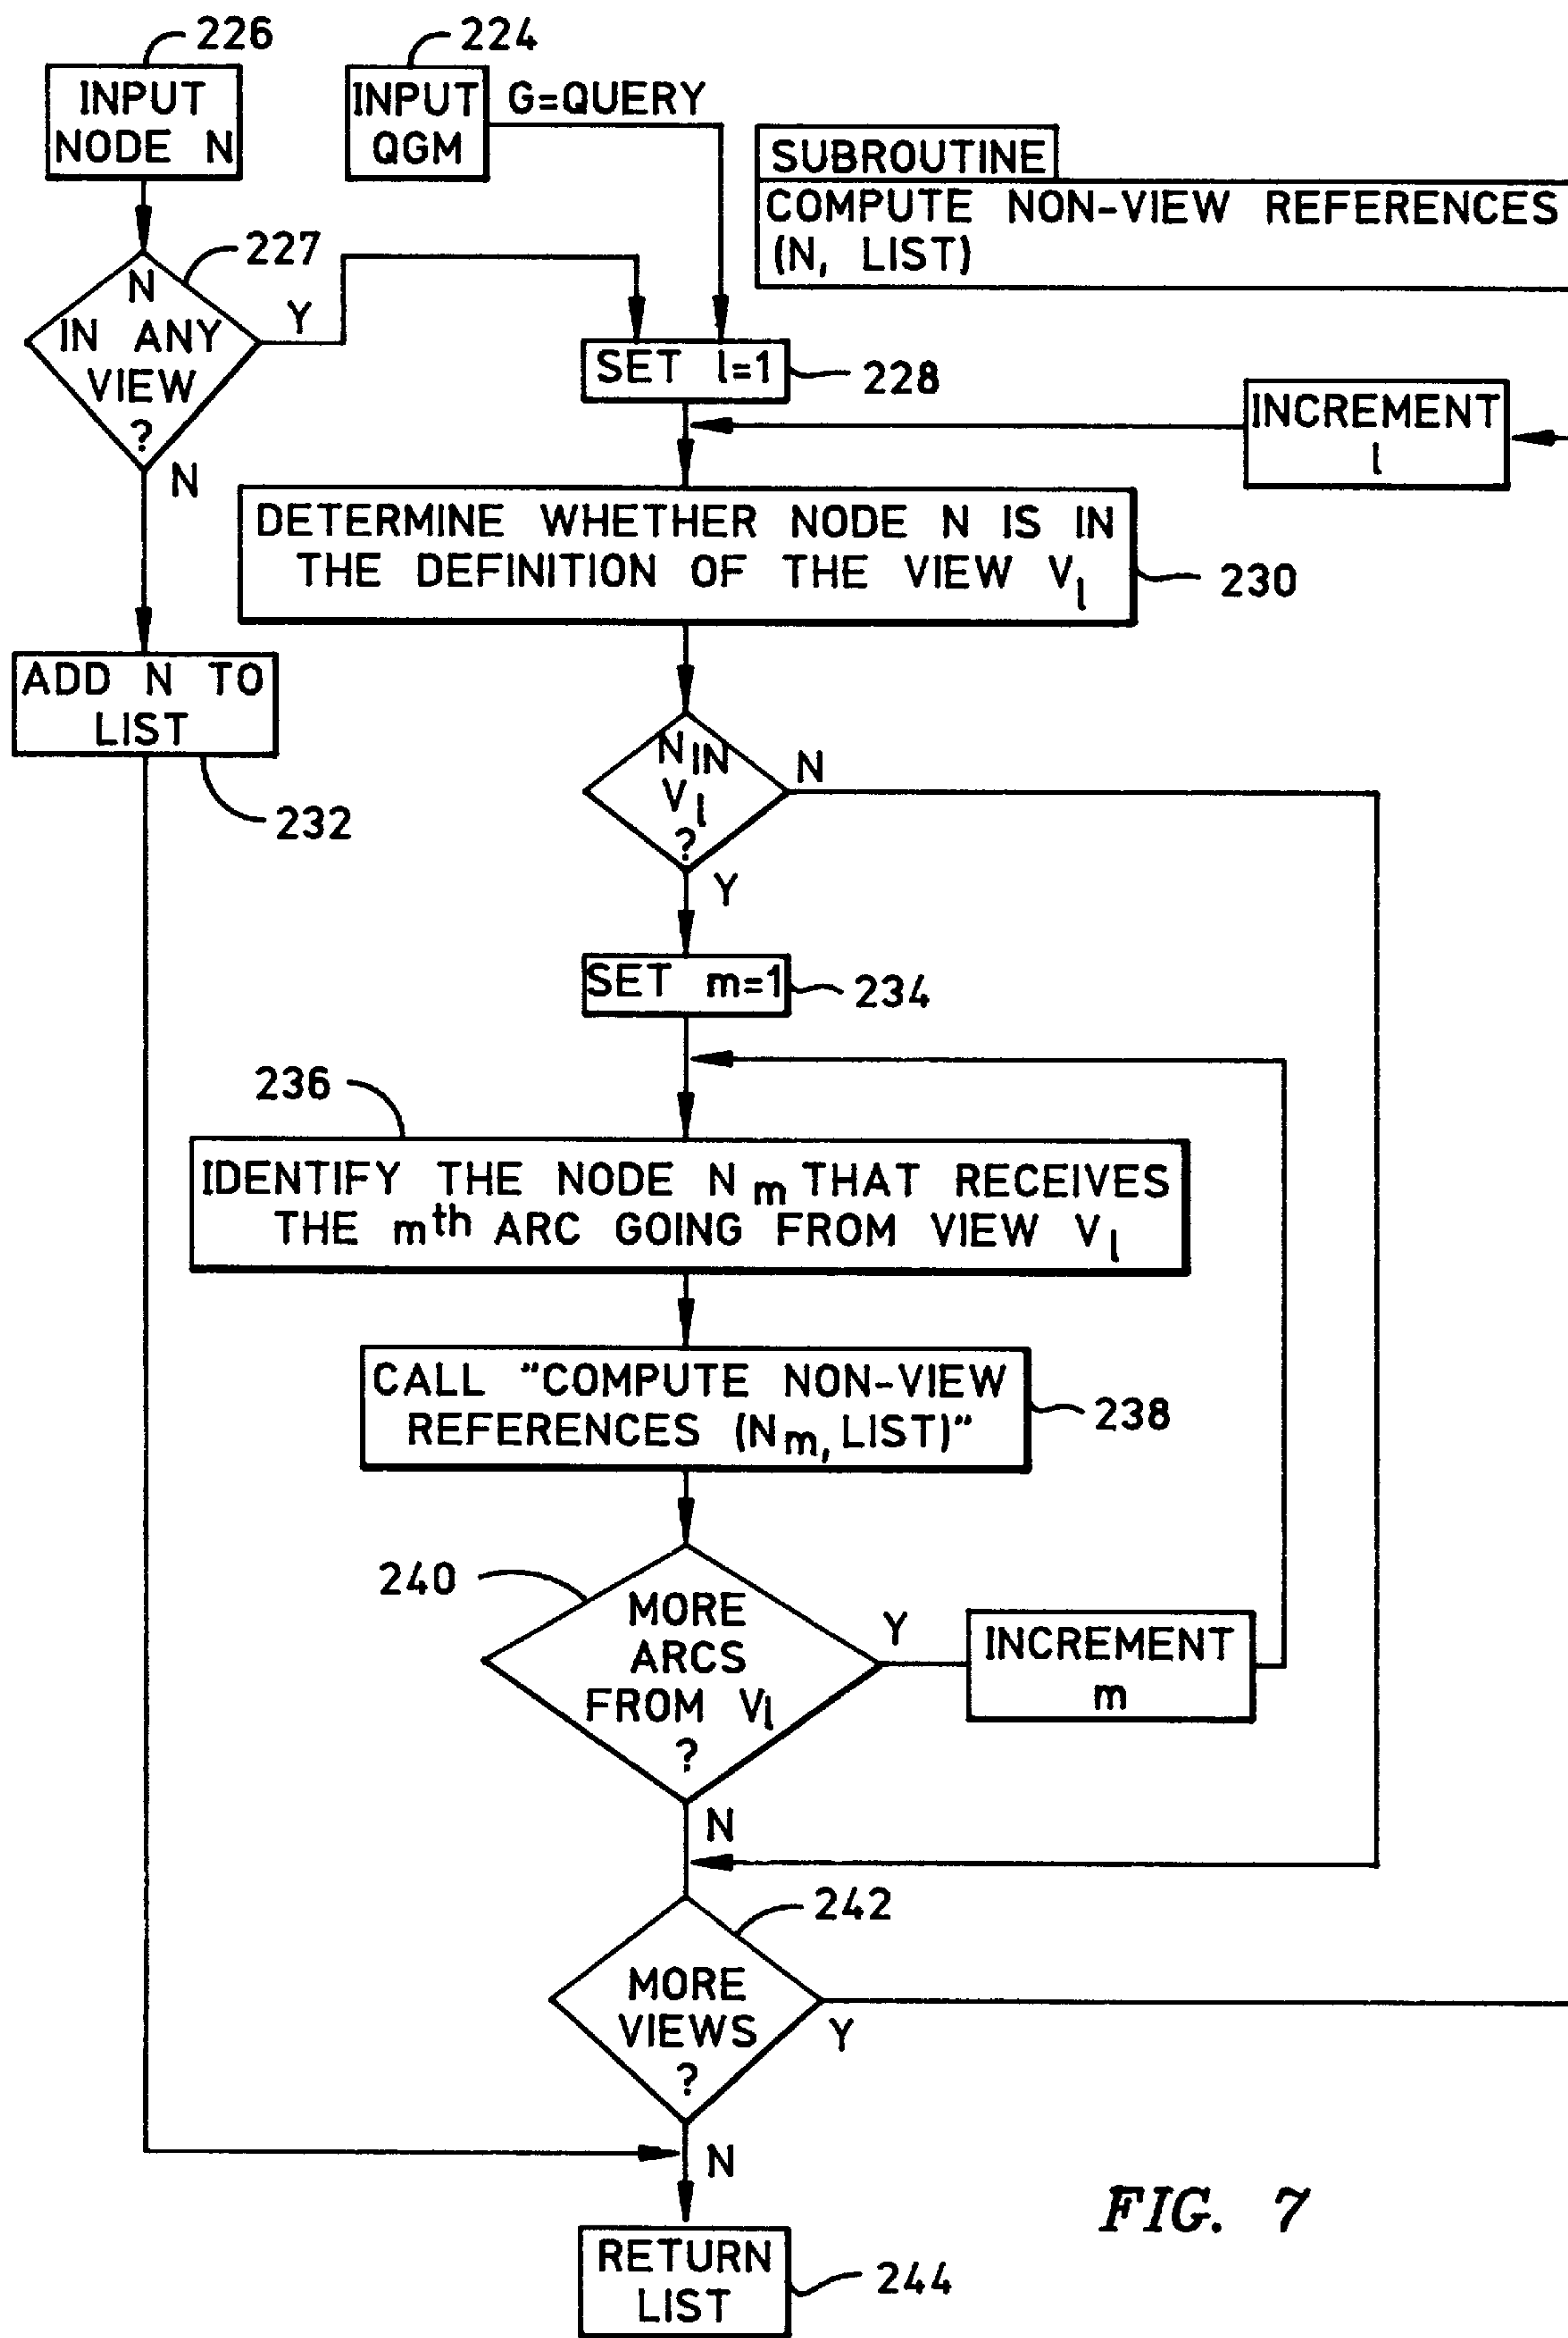 226
224
INPUT
NODE N
INPUT
QGM
G=QUERY
SUBROUTINE
COMPUTE NON-VIEW REFERENCES
(N, LIST)
227
N
IN ANY
VIEW
?
Y
N
SET l=1
228
INCREMENT
l
DETERMINE WHETHER NODE N IS IN
THE DEFINITION OF THE VIEW Vl
230
ADD N TO
LIST
232
N IN
Vl
?
N
Y
SET m=1
234
236
IDENTIFY THE NODE Nm THAT RECEIVES
THE mth ARC GOING FROM VIEW Vl
CALL "COMPUTE NON-VIEW
REFERENCES (Nm, LIST)"
238
240
MORE
ARCS
FROM Vl
?
Y
INCREMENT
m
N
242
MORE
VIEWS
?
Y
N
RETURN
LIST
244
FIG. 7